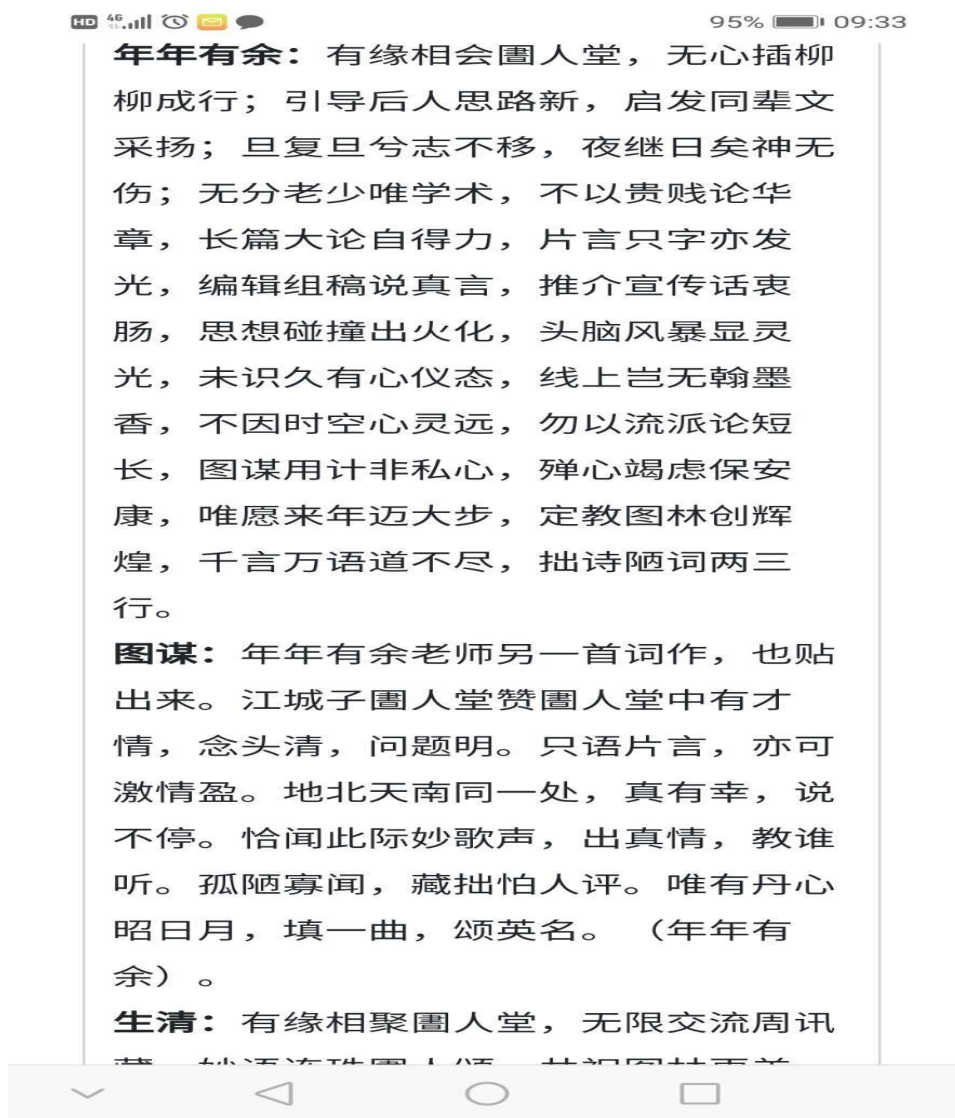 HD 4G 95% 09:33
年年有余：有缘相会圕人堂，无心插柳
柳成行；引导后人思路新，启发同辈文
采扬；旦复旦兮志不移，夜继日矣神无
伤；无分老少唯学术，不以贵贱论华
章，长篇大论自得力，片言只字亦发
光，编辑组稿说真言，推介宣传话衷
肠，思想碰撞出火化，头脑风暴显灵
光，未识久有心仪态，线上岂无翰墨
香，不因时空心灵远，勿以流派论短
长，图谋用计非私心，殚心竭虑保安
康，唯愿来年迈大步，定教图林创辉
煌，千言万语道不尽，拙诗陋词两三
行。
图谋：年年有余老师另一首词作，也贴
出来。江城子圕人堂赞圕人堂中有才
情，念头清，问题明。只语片言，亦可
激情盈。地北天南同一处，真有幸，说
不停。恰闻此际妙歌声，出真情，教谁
听。孤陋寡闻，藏拙怕人评。唯有丹心
昭日月，填一曲，颂英名。（年年有
余）。
生清：有缘相聚圕人堂，无限交流周讯